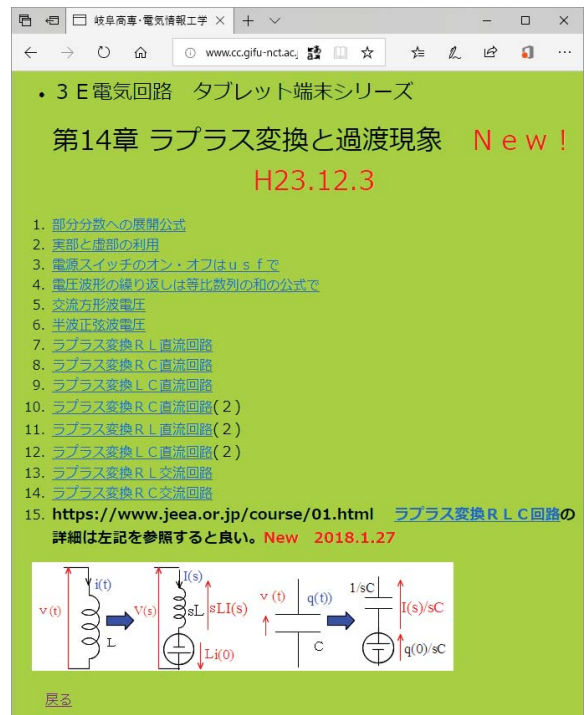 岐阜高専・電気情報工学
www.cc.gifu-nct.ac.j
・３Ｅ電気回路　タブレット端末シリーズ
第14章 ラプラス変換と過渡現象　Ｎｅｗ！
H23.12.3
1. 部分分数への展開公式
2. 実部と虚部の利用
3. 電源スイッチのオン・オフはｕｓｆで
4. 電圧波形の繰り返しは等比数列の和の公式で
5. 交流方形波電圧
6. 半波正弦波電圧
7. ラプラス変換ＲＬ直流回路
8. ラプラス変換ＲＣ直流回路
9. ラプラス変換ＬＣ直流回路
10. ラプラス変換ＲＣ直流回路(２)
11. ラプラス変換ＲＬ直流回路(２)
12. ラプラス変換ＬＣ直流回路(２)
13. ラプラス変換ＲＬ交流回路
14. ラプラス変換ＲＣ交流回路
15. https://www.jeea.or.jp/course/01.html　ラプラス変換ＲＬＣ回路の
詳細は左記を参照すると良い。New　2018.1.27
v(t) i(t) L V(s) I(s) sL sLI(s) Li(0) v (t) q(t)) C 1/sC I(s)/sC q(0)/sC
戻る